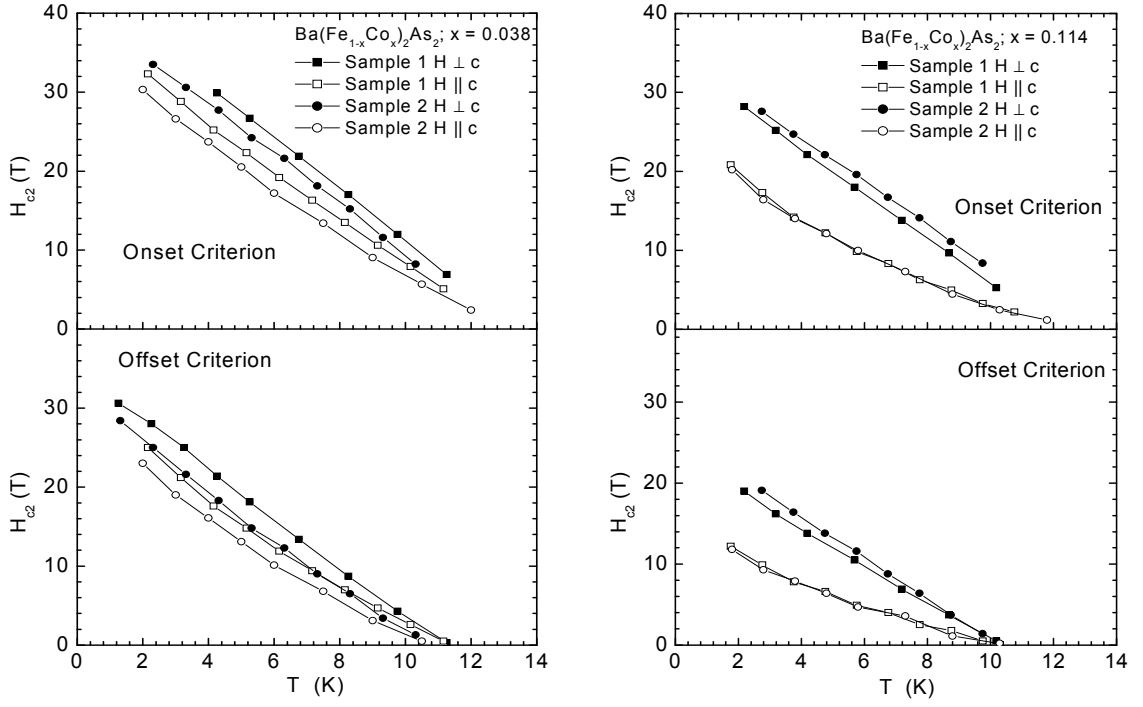 Ba(Fe1-xCox)2As2; x = 0.038
Sample 1 H ⊥ c
Sample 1 H || c
Sample 2 H ⊥ c
Sample 2 H || c
Onset Criterion
Hc2 (T)
40
30
20
10
0
Offset Criterion
Hc2 (T)
30
20
10
0
0 2 4 6 8 10 12 14
T (K)
Ba(Fe1-xCox)2As2; x = 0.114
Sample 1 H ⊥ c
Sample 1 H || c
Sample 2 H ⊥ c
Sample 2 H || c
Onset Criterion
Hc2 (T)
40
30
20
10
0
Offset Criterion
Hc2 (T)
30
20
10
0
0 2 4 6 8 10 12 14
T (K)